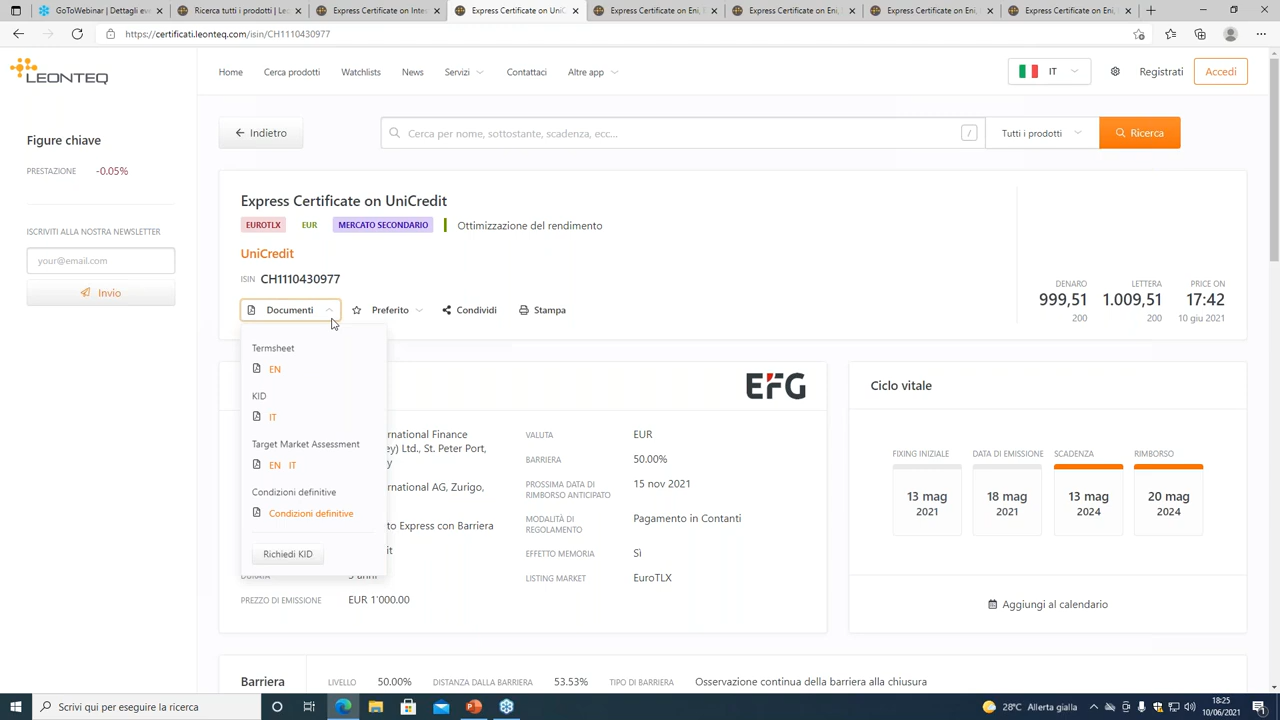 GoToWebinar | Dettagli eve
Ricerca tutti i prodotti | Le
Express Certificate on Intes
Express Certificate on UniC
Express Certificate on Eni,
Express Certificate on Eni,
Express Certificate on Eni,
Express Certificate on Eni,
https://certificati.leonteq.com/isin/CH1110430977
LEONTEQ
Home
Cerca prodotti
Watchlists
News
Servizi
Contattaci
Altre app
IT
Registrati
Accedi
Figure chiave
PRESTAZIONE -0.05%
ISCRIVITI ALLA NOSTRA NEWSLETTER
your@email.com
Invio
Indietro
Cerca per nome, sottostante, scadenza, ecc...
/
Tutti i prodotti
Ricerca
Express Certificate on UniCredit
EUROTLX EUR MERCATO SECONDARIO Ottimizzazione del rendimento
UniCredit
ISIN CH1110430977
Documenti
Preferito
Condividi
Stampa
DENARO LETTERA PRICE ON
999,51 1.009,51 17:42
200 200 10 giu 2021
Termsheet
EN
KID
IT
Target Market Assessment
EN IT
Condizioni definitive
Condizioni definitive
Richiedi KID
EFG
ernational Finance
ey) Ltd., St. Peter Port,
y
ernational AG, Zurigo,
to Express con Barriera
it
DURATA 3 anni
PREZZO DI EMISSIONE EUR 1'000.00
VALUTA EUR
BARRIERA 50.00%
PROSSIMA DATA DI
RIMBORSO ANTICIPATO
15 nov 2021
MODALITÀ DI
REGOLAMENTO
Pagamento in Contanti
EFFETTO MEMORIA Sì
LISTING MARKET EuroTLX
Ciclo vitale
FIXING INIZIALE DATA DI EMISSIONE SCADENZA RIMBORSO
13 mag 18 mag 13 mag 20 mag
2021 2021 2024 2024
Aggiungi al calendario
Barriera LIVELLO 50.00% DISTANZA DALLA BARRIERA 53.53% TIPO DI BARRIERA Osservazione continua della barriera alla chiusura
Scrivi qui per eseguire la ricerca
28°C Allerta gialla
18:25
10/06/2021
1